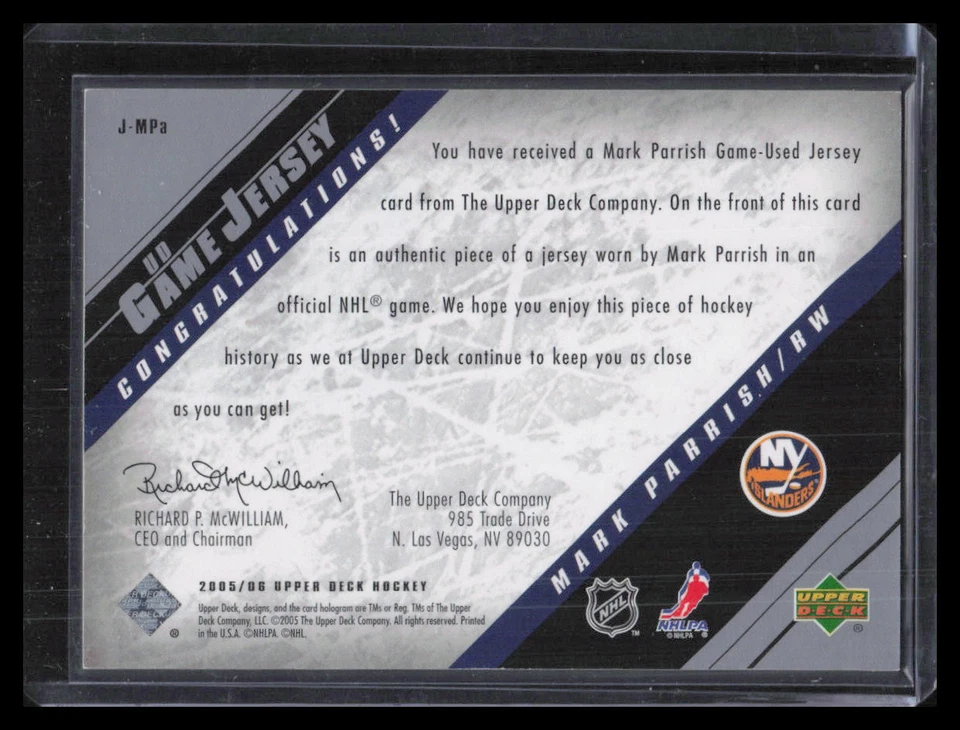 J-MPa
UD
GAME JERSEY
CONGRATULATIONS!
You have received a Mark Parrish Game-Used Jersey
card from The Upper Deck Company. On the front of this card
is an authentic piece of a jersey worn by Mark Parrish in an
official NHL® game. We hope you enjoy this piece of hockey
history as we at Upper Deck continue to keep you as close
as you can get!
Richard McWilliam
RICHARD P. McWILLIAM,
CEO and Chairman
The Upper Deck Company
985 Trade Drive
N. Las Vegas, NV 89030
MARK PARRISH/RW
NY
ISLANDERS
2005/06 UPPER DECK HOCKEY
Upper Deck, designs, and the card hologram are TMs or Reg. TMs of The Upper
Deck Company, LLC. ©2005 The Upper Deck Company. All rights reserved. Printed
in the U.S.A. ©NHLPA. ©NHL.
®
NHL
TM
NHLPA
©NHLPA ®
UPPER
DECK
®